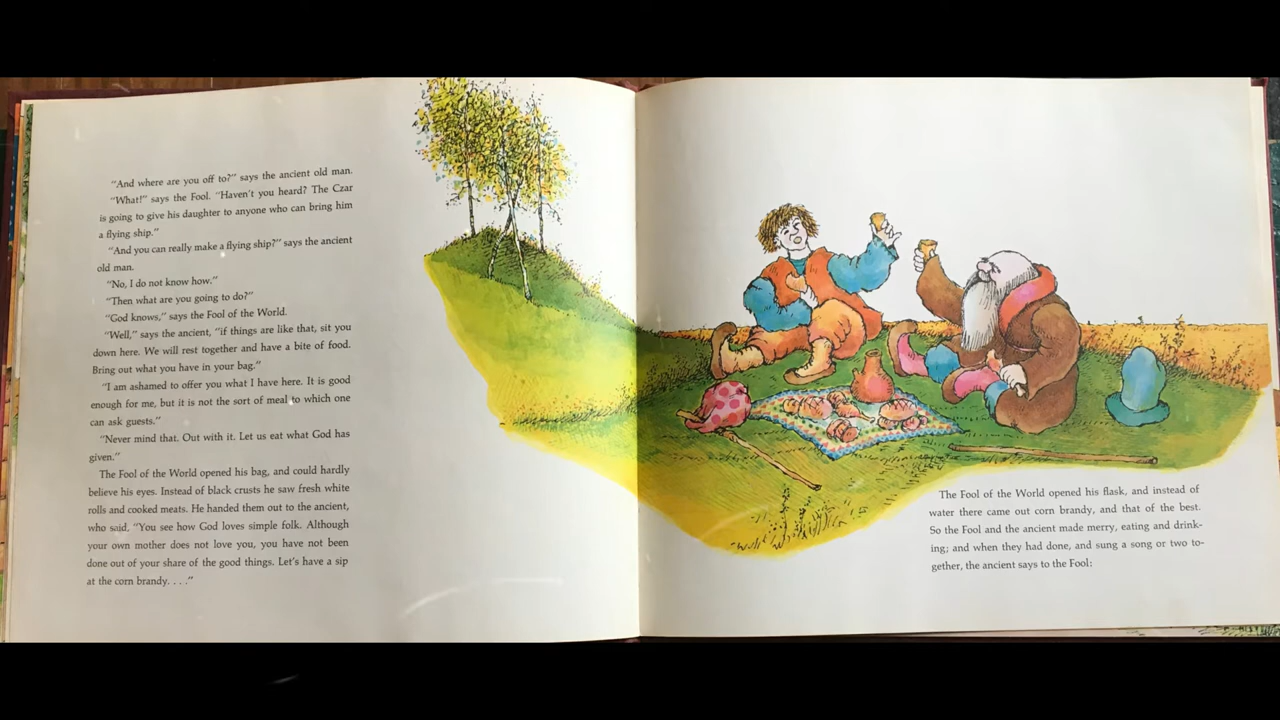 "And where are you off to?" says the ancient old man.
"What!" says the Fool. "Haven't you heard? The Czar
is going to give his daughter to anyone who can bring him
a flying ship."
"And you can really make a flying ship?" says the ancient
old man.
"No, I do not know how."
"Then what are you going to do?"
"God knows," says the Fool of the World.
"Well," says the ancient, "if things are like that, sit you
down here. We will rest together and have a bite of food.
Bring out what you have in your bag."
"I am ashamed to offer you what I have here. It is good
enough for me, but it is not the sort of meal to which one
can ask guests."
"Never mind that. Out with it. Let us eat what God has
given."
The Fool of the World opened his bag, and could hardly
believe his eyes. Instead of black crusts he saw fresh white
rolls and cooked meats. He handed them out to the ancient,
who said, "You see how God loves simple folk. Although
your own mother does not love you, you have not been
done out of your share of the good things. Let's have a sip
at the corn brandy. . . ."
The Fool of the World opened his flask, and instead of
water there came out corn brandy, and that of the best.
So the Fool and the ancient made merry, eating and drink-
ing; and when they had done, and sung a song or two to-
gether, the ancient says to the Fool: